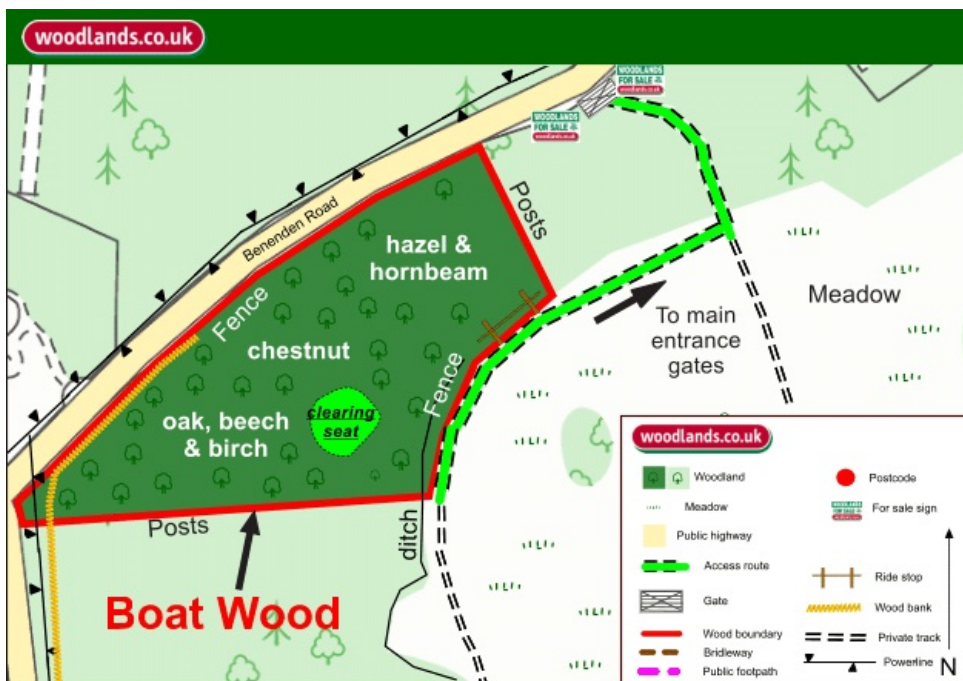 woodlands.co.uk
WOODLANDS
FOR SALE
woodlands.co.uk
WOODLANDS
FOR SALE
woodlands.co.uk
Benenden Road
Posts
hazel &
hornbeam
Fence
chestnut
oak, beech
& birch
clearing
seat
Fence
To main
entrance
gates
Meadow
Posts
ditch
Boat Wood
woodlands.co.uk
Woodland
Meadow
Public highway
Access route
Gate
Wood boundary
Bridleway
Public footpath
Postcode
WOODLANDS
FOR SALE
For sale sign
Ride stop
Wood bank
Private track
Powerline
N